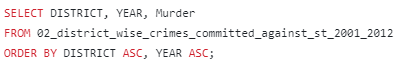 SELECT DISTRICT, YEAR, Murder
FROM 02_district_wise_crimes_committed_against_st_2001_2012
ORDER BY DISTRICT ASC, YEAR ASC;